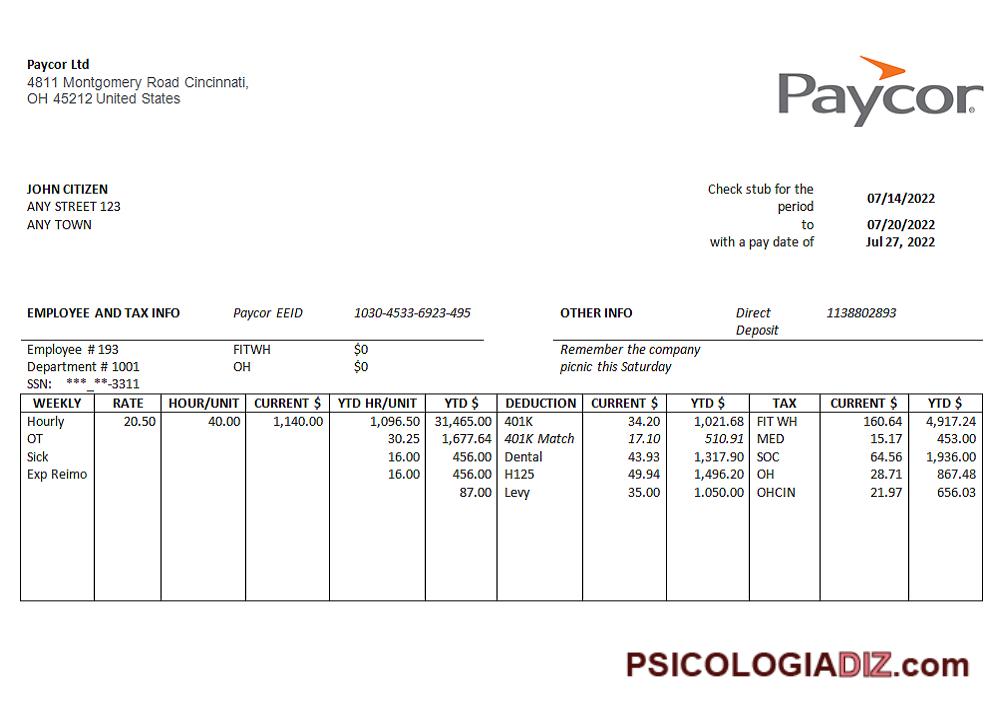 Paycor Ltd
4811 Montgomery Road Cincinnati,
OH 45212 United States
Paycor®
JOHN CITIZEN
ANY STREET 123
ANY TOWN
Check stub for the period 07/14/2022
to 07/20/2022
with a pay date of Jul 27, 2022
EMPLOYEE AND TAX INFO Paycor EEID 1030-4533-6923-495
OTHER INFO Direct Deposit 1138802893
Employee # 193 FITWH $0
Department # 1001 OH $0
SSN: ***_**-3311
Remember the company
picnic this Saturday
WEEKLY RATE HOUR/UNIT CURRENT $ YTD HR/UNIT YTD $ DEDUCTION CURRENT $ YTD $ TAX CURRENT $ YTD $
Hourly 20.50 40.00 1,140.00 1,096.50 31,465.00 401K 34.20 1,021.68 FIT WH 160.64 4,917.24
OT 30.25 1,677.64 401K Match 17.10 510.91 MED 15.17 453.00
Sick 16.00 456.00 Dental 43.93 1,317.90 SOC 64.56 1,936.00
Exp Reimo 16.00 456.00 H125 49.94 1,496.20 OH 28.71 867.48
87.00 Levy 35.00 1.050.00 OHCIN 21.97 656.03
PSICOLOGIADIZ.com